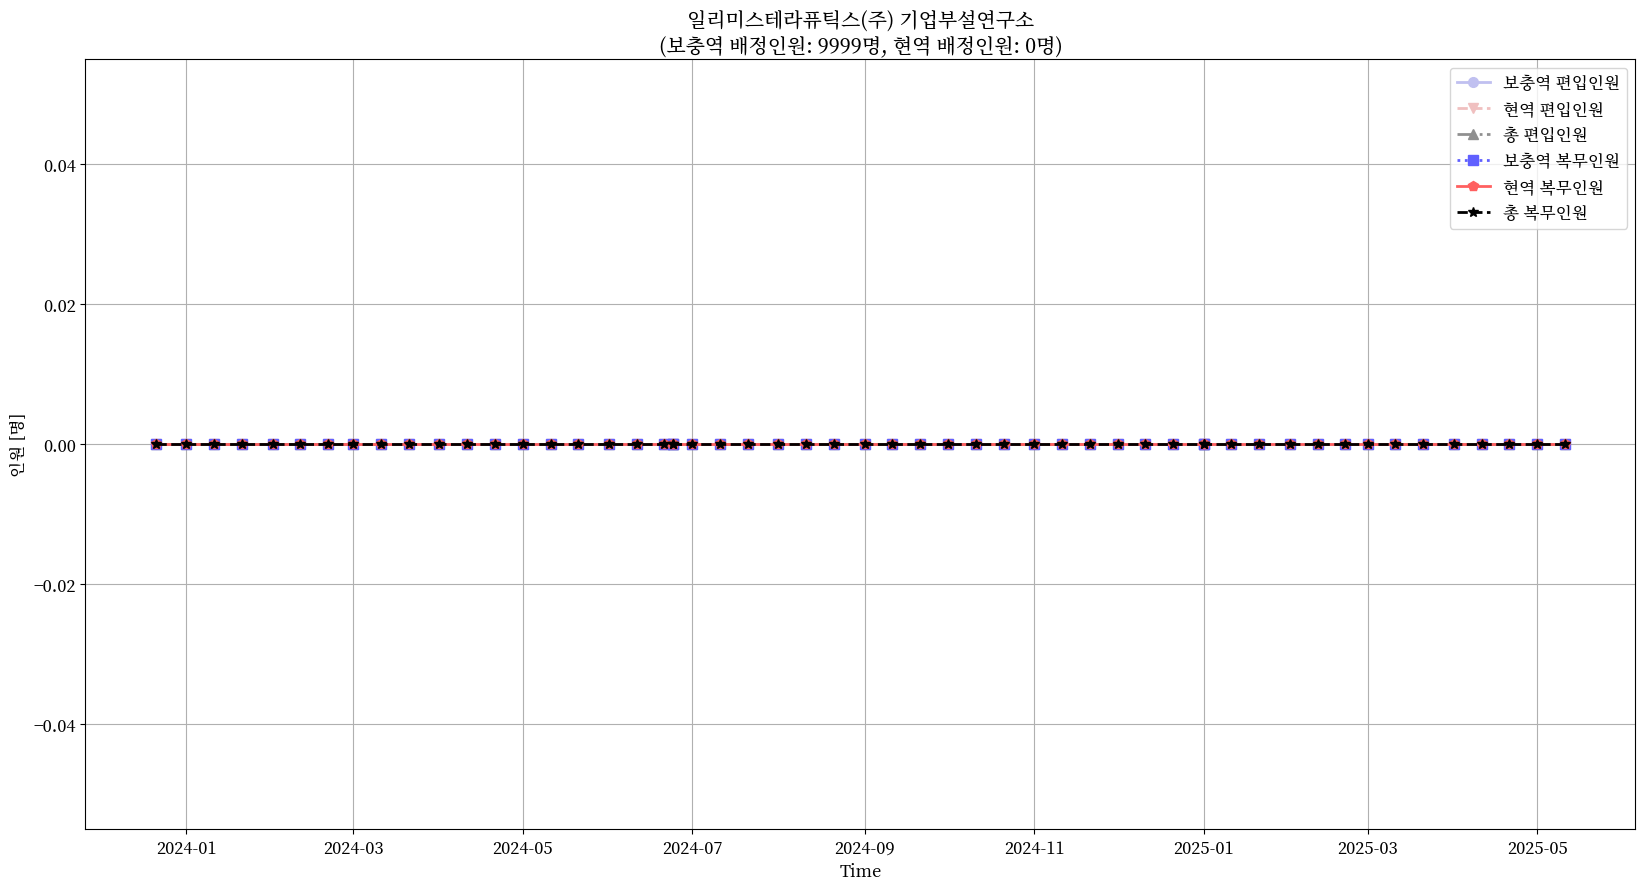 일리미스테라퓨틱스(주) 기업부설연구소
(보충역 배정인원: 9999명, 현역 배정인원: 0명)
보충역 편입인원
현역 편입인원
총 편입인원
보충역 복무인원
현역 복무인원
총 복무인원
인원 [명]
0.04
0.02
0.00
−0.02
−0.04
2024-01
2024-03
2024-05
2024-07
2024-09
2024-11
2025-01
2025-03
2025-05
Time